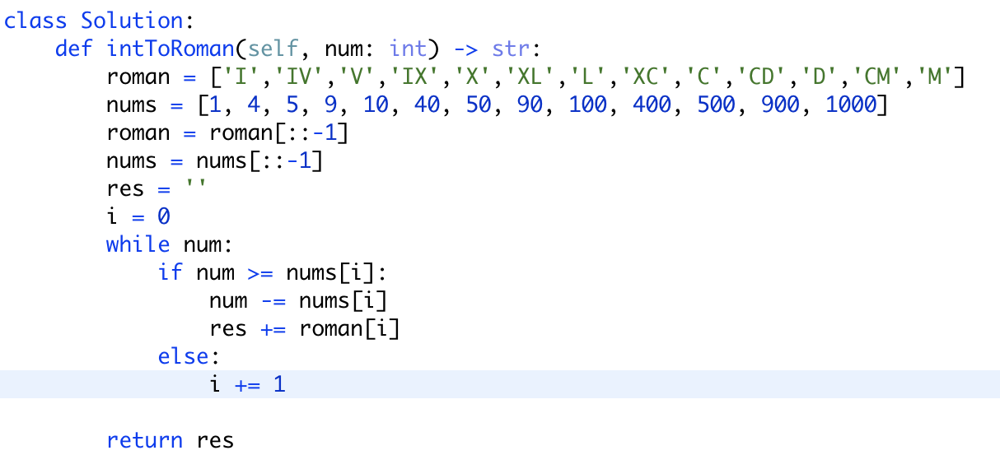 class Solution:
    def intToRoman(self, num: int) -> str:
        roman = ['I','IV','V','IX','X','XL','L','XC','C','CD','D','CM','M']
        nums = [1, 4, 5, 9, 10, 40, 50, 90, 100, 400, 500, 900, 1000]
        roman = roman[::-1]
        nums = nums[::-1]
        res = ''
        i = 0
        while num:
            if num >= nums[i]:
                num -= nums[i]
                res += roman[i]
            else:
                i += 1
        return res